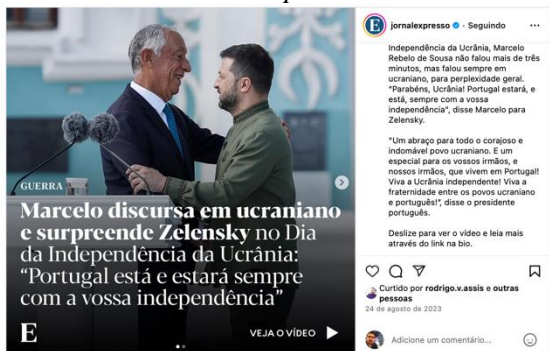 GUERRA
Marcelo discursa em ucraniano
e surpreende Zelensky no Dia
da Independência da Ucrânia:
“Portugal está e estará sempre
com a vossa independência”
E
VEJA O VÍDEO
E
jornalexpresso • Seguindo
Independência da Ucrânia, Marcelo
Rebelo de Sousa não falou mais de três
minutos, mas falou sempre em
ucraniano, para perplexidade geral.
"Parabéns, Ucrânia! Portugal estará, e
está, sempre com a vossa
independência", disse Marcelo para
Zelensky.
"Um abraço para todo o corajoso e
indomável povo ucraniano. E um
especial para os vossos irmãos, e
nossos irmãos, que vivem em Portugal!
Viva a Ucrânia independente! Viva a
fraternidade entre os povos ucraniano
e português!", disse o presidente
português.
Deslize para ver o vídeo e leia mais
através do link na bio.
Curtido por rodrigo.v.assis e outras
pessoas
24 de agosto de 2023
Adicione um comentário...